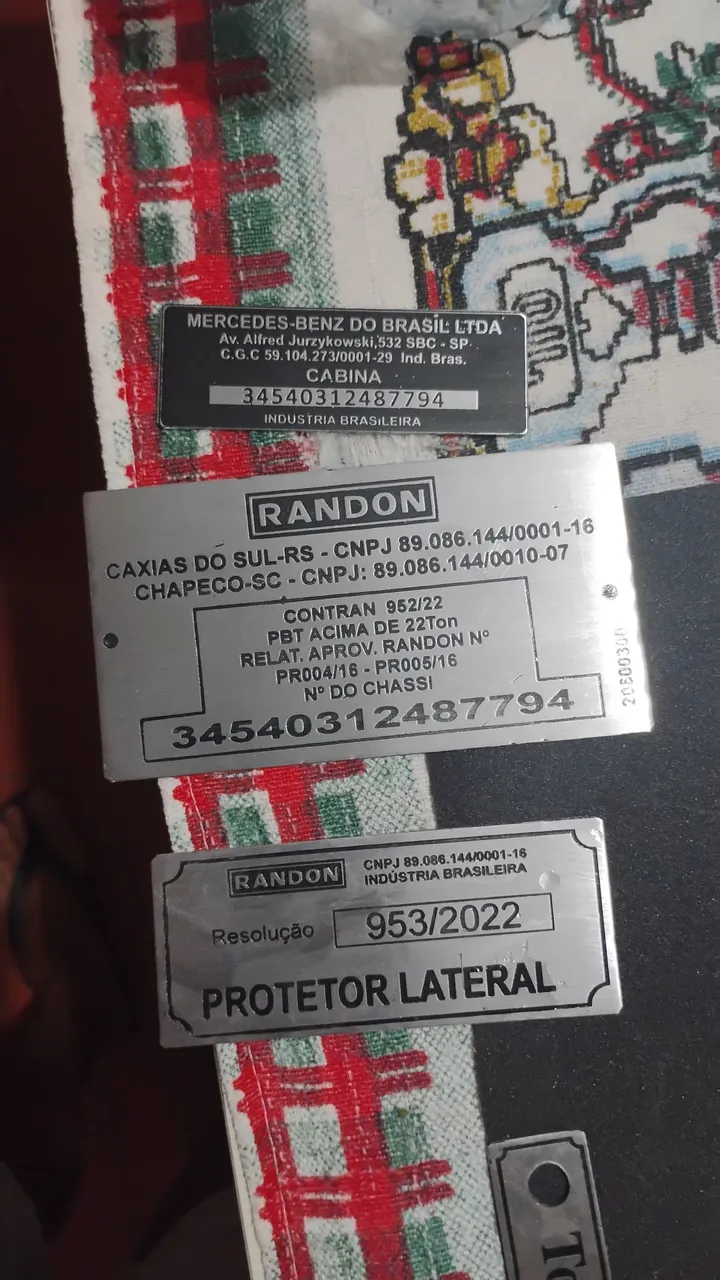 MERCEDES-BENZ DO BRASIL LTDA
Av. Alfred Jurzykowski,532 SBC - SP
C.G.C 59.104.273/0001-29 Ind. Bras.
CABINA
34540312487794
INDUSTRIA BRASILEIRA
RANDON
CAXIAS DO SUL-RS - CNPJ 89.086.144/0001-16
CHAPECO-SC - CNPJ: 89.086.144/0010-07
CONTRAN 952/22
PBT ACIMA DE 22Ton
RELAT. APROV. RANDON Nº
PR004/16 - PR005/16
Nº DO CHASSI
34540312487794
20600300
RANDON
CNPJ 89.086.144/0001-16
INDÚSTRIA BRASILEIRA
Resolução
953/2022
PROTETOR LATERAL